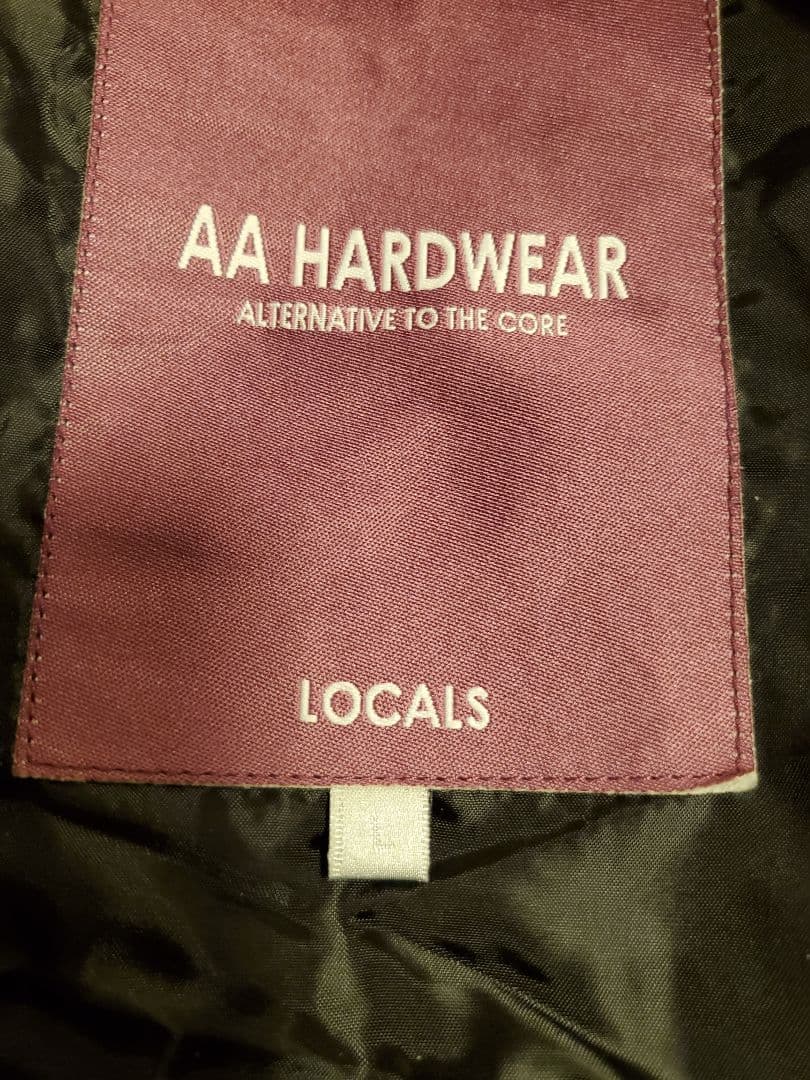 AA HARDWEAR
ALTERNATIVE TO THE CORE
LOCALS